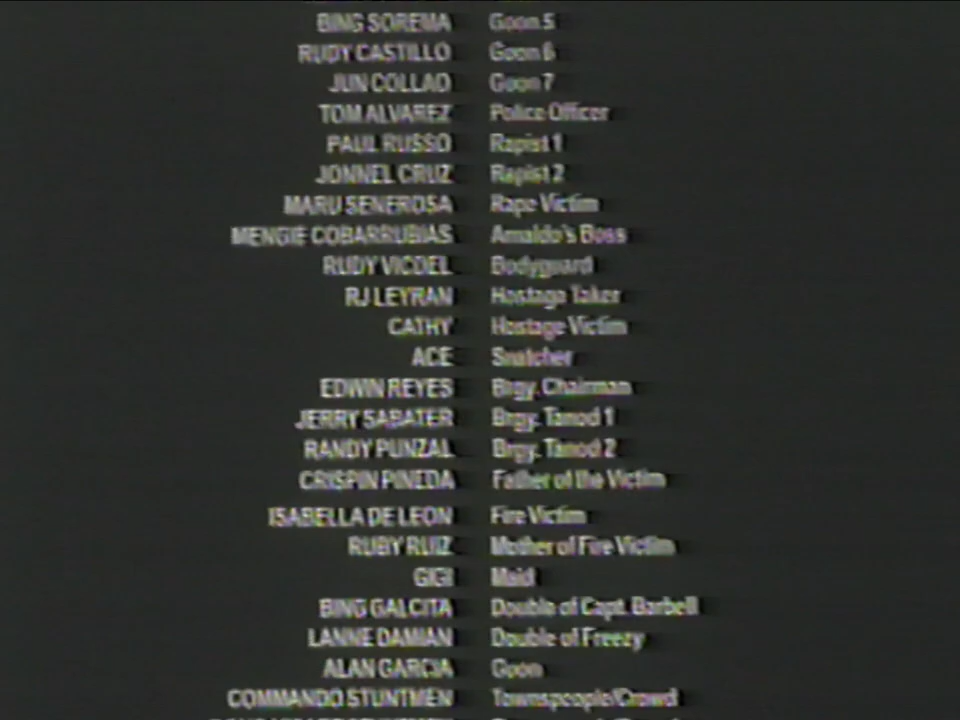 BING SOREMA Goon 5
RUDY CASTILLO Goon 6
JUN COLLAO Goon 7
TOM ALVAREZ Police Officer
PAUL RUSSO Rapist 1
JONNEL CRUZ Rapist 2
MARU SENEROSA Rape Victim
MENGIE COBARRUBIAS Arnaldo's Boss
RUDY VICDEL Bodyguard
RJ LEYRAN Hostage Taker
CATHY Hostage Victim
ACE Snatcher
EDWIN REYES Brgy. Chairman
JERRY SABATER Brgy. Tanod 1
RANDY PUNZAL Brgy. Tanod 2
CRISPIN PINEDA Father of the Victim
ISABELLA DE LEON Fire Victim
RUBY RUIZ Mother of Fire Victim
GIGI Maid
BING GALCITA Double of Capt. Barbell
LANNE DAMIAN Double of Freezy
ALAN GARCIA Goon
COMMANDO STUNTMEN Townspeople/Crowd